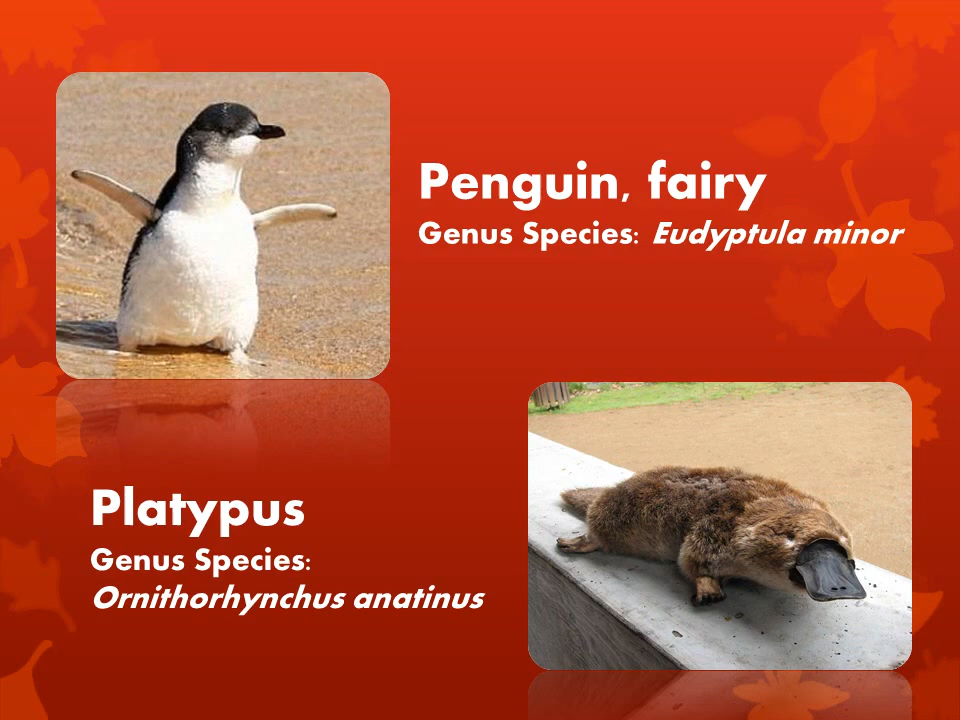 Penguin, fairy
Genus Species: Eudyptula minor
Platypus
Genus Species:
Ornithorhynchus anatinus